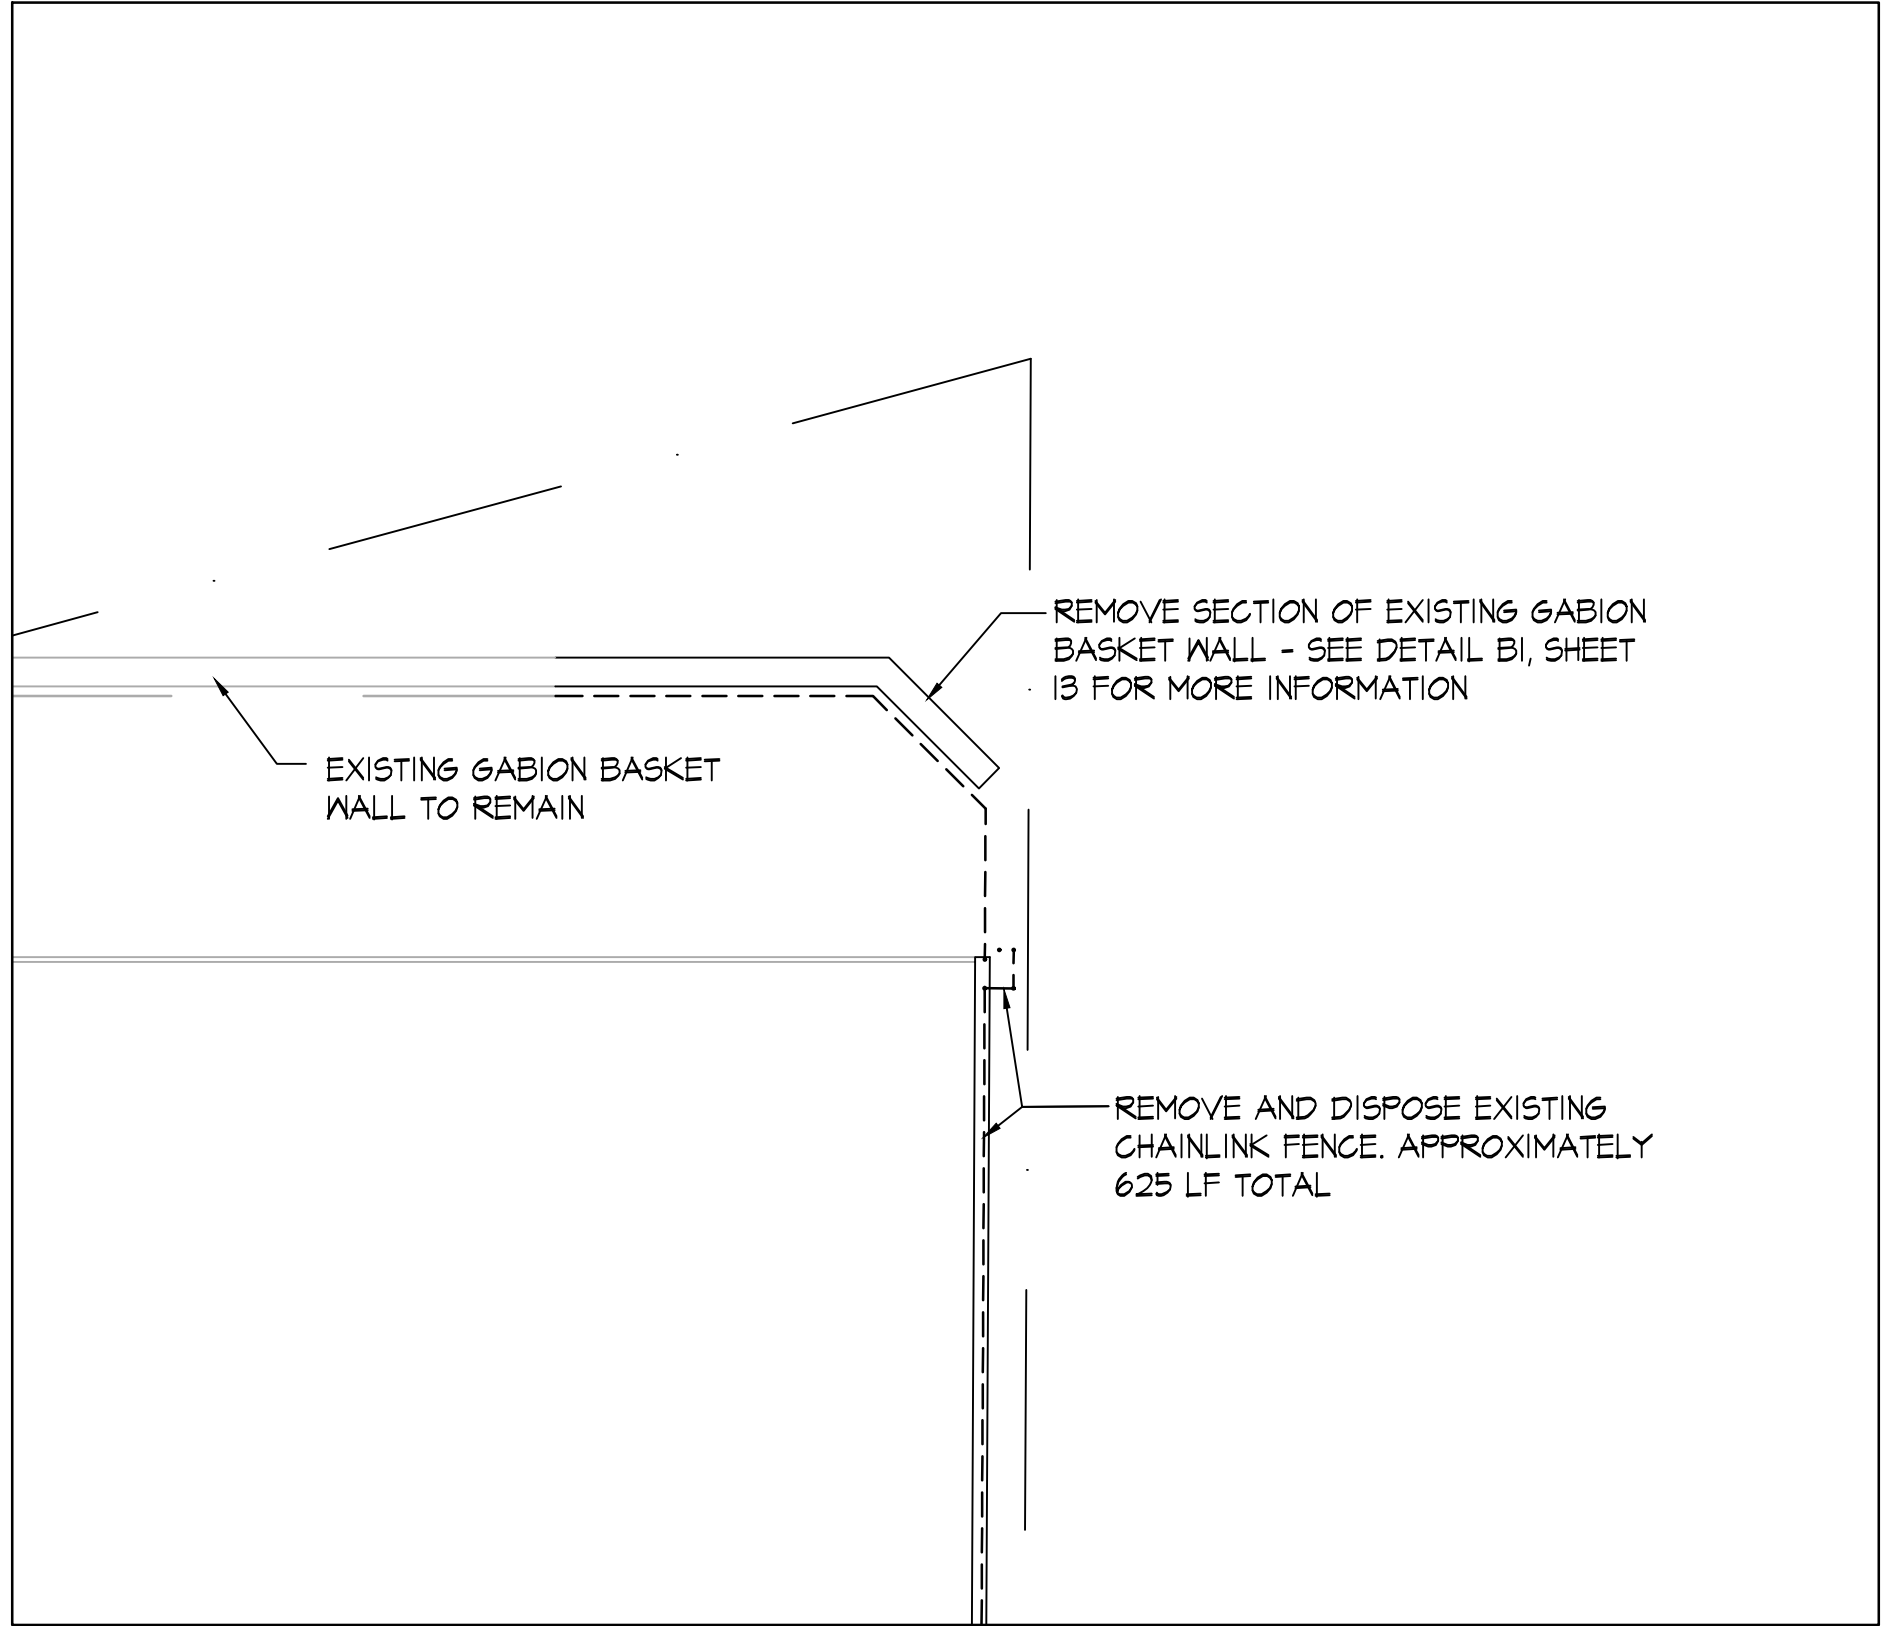 REMOVE SECTION OF EXISTING GABION
BASKET WALL - SEE DETAIL B1, SHEET
13 FOR MORE INFORMATION
EXISTING GABION BASKET
WALL TO REMAIN
REMOVE AND DISPOSE EXISTING
CHAINLINK FENCE. APPROXIMATELY
625 LF TOTAL